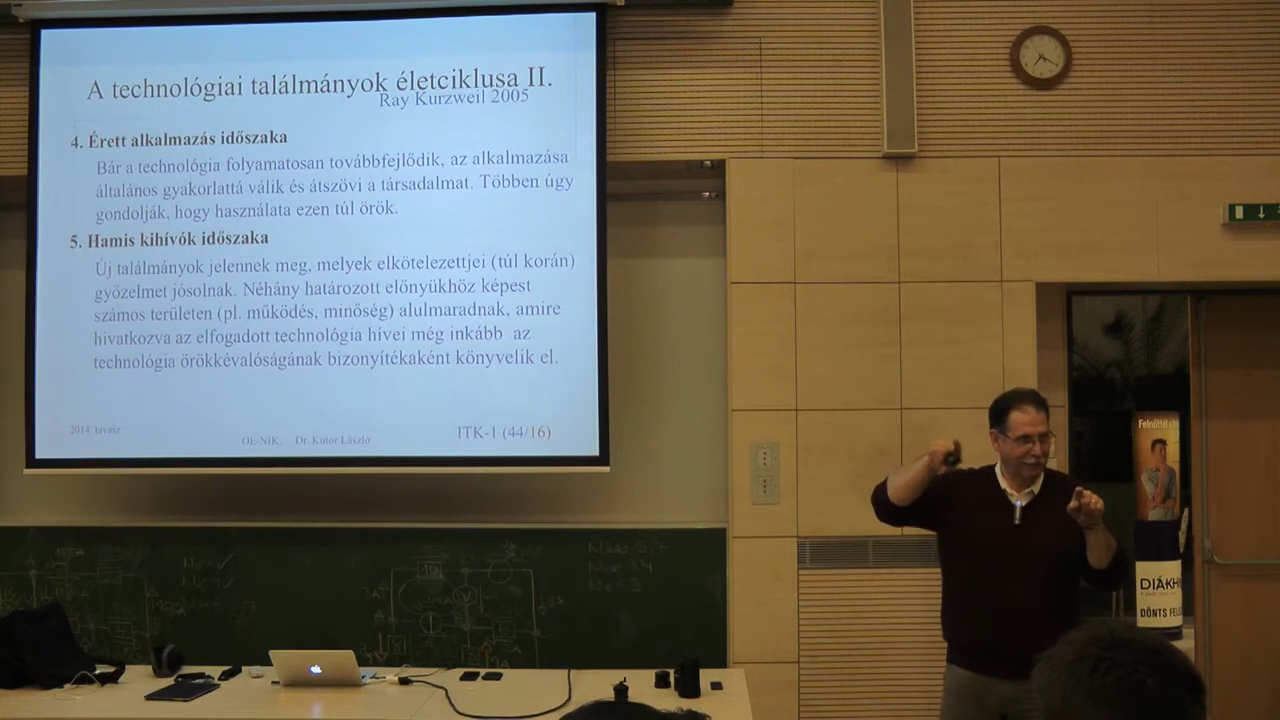 A technológiai találmányok életciklusa II.
Ray Kurzweil 2005
4. Érett alkalmazás időszaka
Bár a technológia folyamatosan továbbfejlődik, az alkalmazása
általános gyakorlattá válik és átszövi a társadalmat. Többen úgy
gondolják, hogy használata ezen túl örök.
5. Hamis kihívók időszaka
Új találmányok jelennek meg, melyek elkötelezettjei (túl korán)
győzelmet jósolnak. Néhány határozott előnyükhöz képest
számos területen (pl. működés, minőség) alulmaradnak, amire
hivatkozva az elfogadott technológia hívei még inkább az
technológia örökkévalóságának bizonyítékaként könyvelik el.
2014. tavasz
OE-NIK, Dr. Kutor László
ITK-1 (44/16)
Felnőttél
DIÁKH
DÖNTS FELE